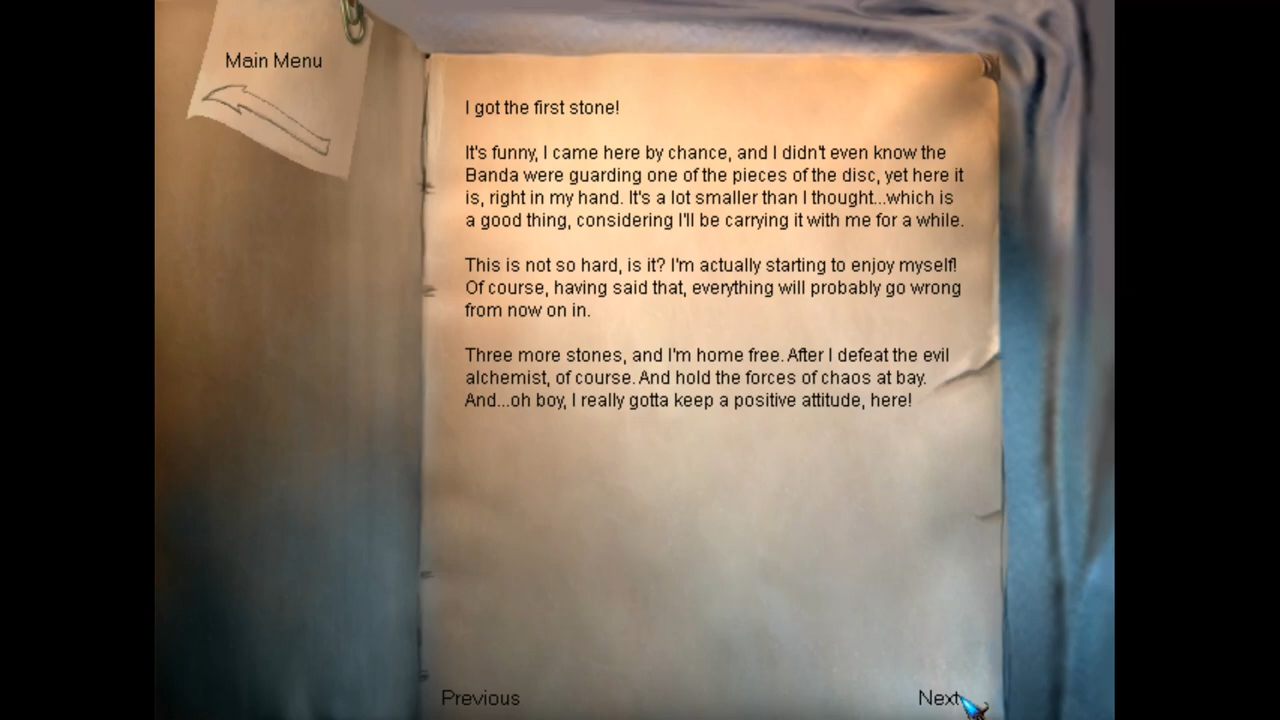 Main Menu
I got the first stone!
It's funny, I came here by chance, and I didn't even know the
Banda were guarding one of the pieces of the disc, yet here it
is, right in my hand. It's a lot smaller than I thought...which is
a good thing, considering I'll be carrying it with me for a while.
This is not so hard, is it? I'm actually starting to enjoy myself!
Of course, having said that, everything will probably go wrong
from now on in.
Three more stones, and I'm home free. After I defeat the evil
alchemist, of course. And hold the forces of chaos at bay.
And...oh boy, I really gotta keep a positive attitude, here!
Previous
Next